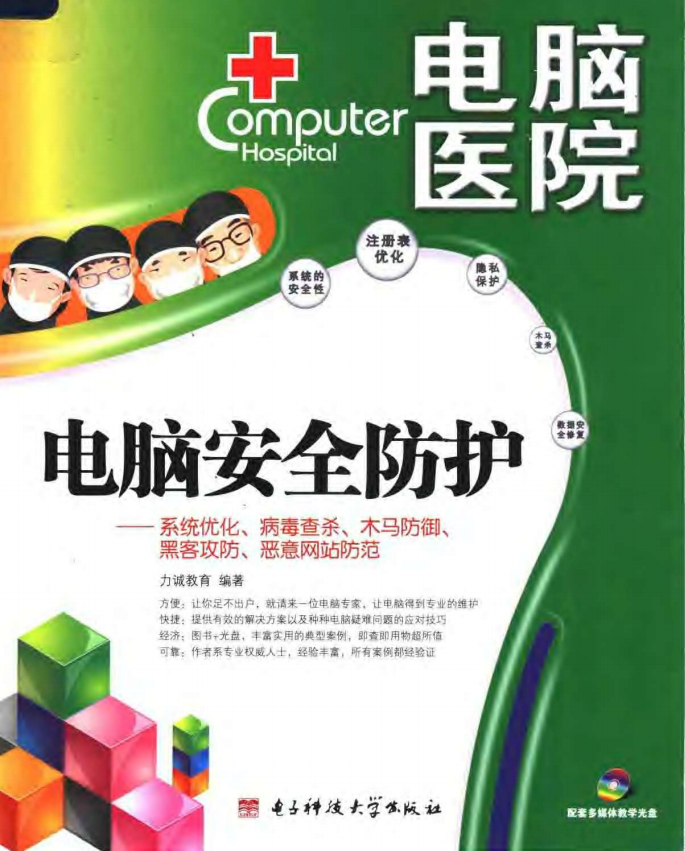 电脑
医院
Computer
Hospital
注册表
优化
系统的
安全性
隐私
保护
木马
查杀
数据安
全修复
电脑安全防护
——系统优化、病毒查杀、木马防御、
黑客攻防、恶意网站防范
力诚教育 编著
方便：让你足不出户，就请来一位电脑专家，让电脑得到专业的维护
快捷：提供有效的解决方案以及种种电脑疑难问题的应对技巧
经济：图书+光盘，丰富实用的典型案例，即查即用物超所值
可靠：作者系专业权威人士，经验丰富，所有案例都经验证
电子科技大学出版社
配套多媒体教学光盘